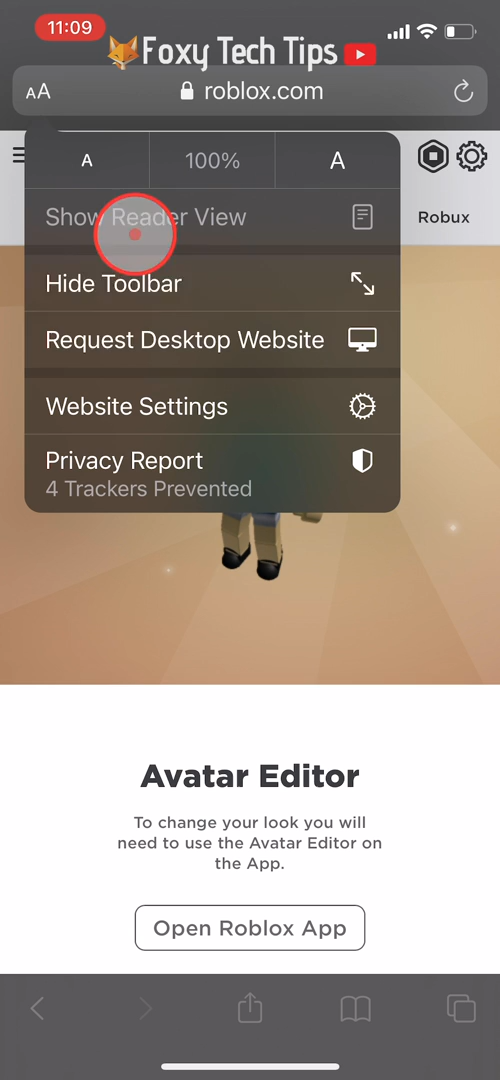 11:09
Foxy Tech Tips
AA
roblox.com
A
100%
A
Show Reader View
Robux
Hide Toolbar
Request Desktop Website
Website Settings
Privacy Report
4 Trackers Prevented
Avatar Editor
To change your look you will
need to use the Avatar Editor on
the App.
Open Roblox App